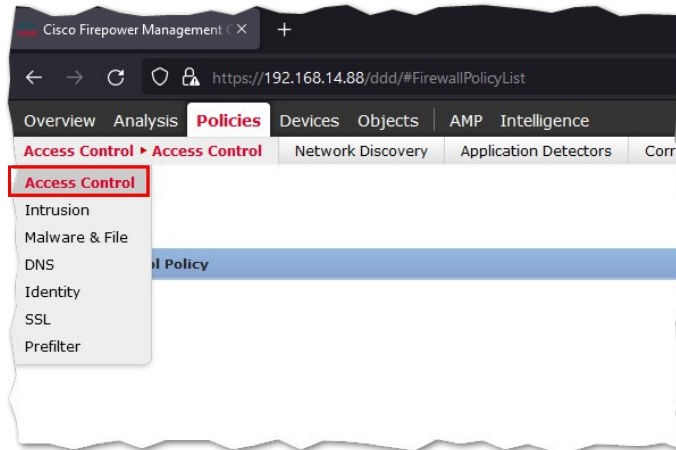 Cisco Firepower Management C
https://192.168.14.88/ddd/#FirewallPolicyList
Overview Analysis Policies Devices Objects AMP Intelligence
Access Control ▸ Access Control Network Discovery Application Detectors Corr
Access Control
Intrusion
Malware & File
DNS
ol Policy
Identity
SSL
Prefilter